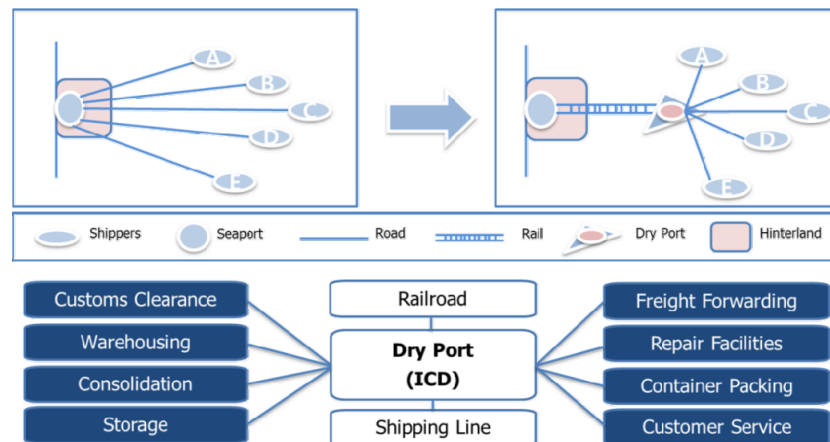 A
B
C
D
E
A
B
C
D
E
Shippers
Seaport
Road
Rail
Dry Port
Hinterland
Customs Clearance
Warehousing
Consolidation
Storage
Railroad
Dry Port
(ICD)
Shipping Line
Freight Forwarding
Repair Facilities
Container Packing
Customer Service